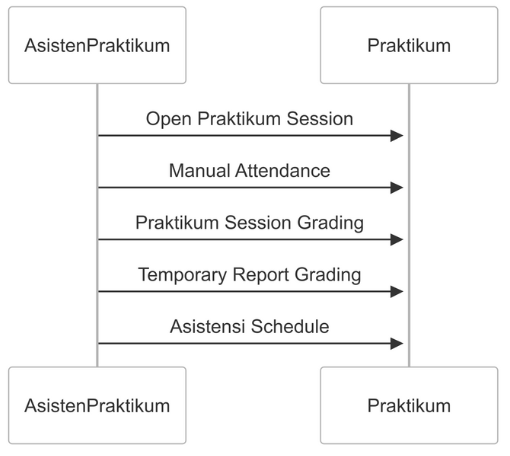 AsistenPraktikum
Praktikum
Open Praktikum Session
Manual Attendance
Praktikum Session Grading
Temporary Report Grading
Asistensi Schedule
AsistenPraktikum
Praktikum